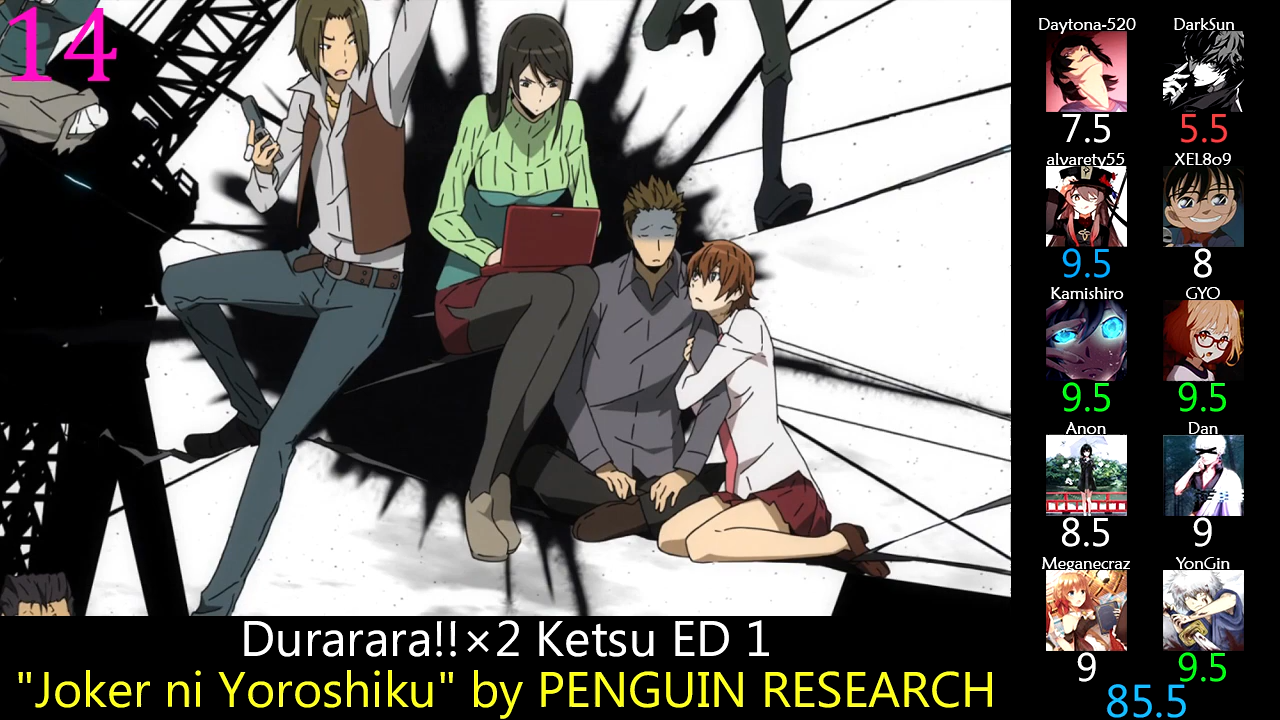 14
Daytona-520 DarkSun
7.5 5.5
alvarety55 XEL8o9
9.5 8
Kamishiro GYO
9.5 9.5
Anon Dan
8.5 9
Meganecraz YonGin
9 9.5
85.5
Durarara!!×2 Ketsu ED 1
"Joker ni Yoroshiku" by PENGUIN RESEARCH